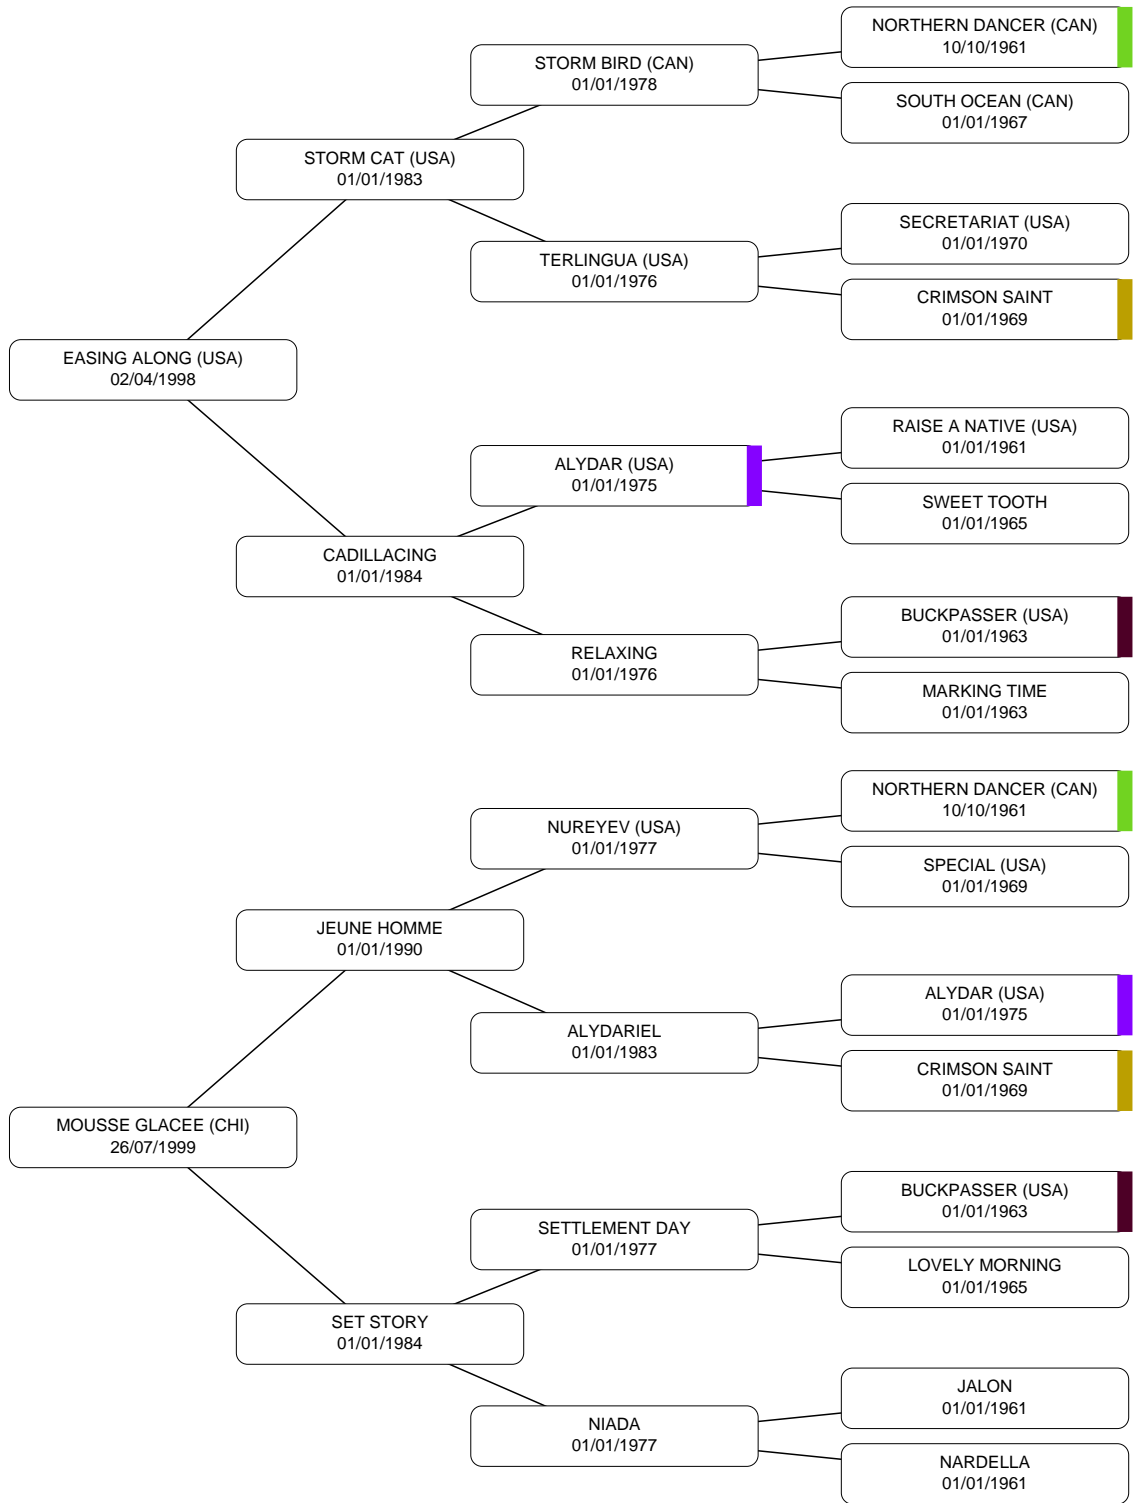 NORTHERN DANCER (CAN)
10/10/1961
STORM BIRD (CAN)
01/01/1978
SOUTH OCEAN (CAN)
01/01/1967
STORM CAT (USA)
01/01/1983
SECRETARIAT (USA)
01/01/1970
TERLINGUA (USA)
01/01/1976
CRIMSON SAINT
01/01/1969
EASING ALONG (USA)
02/04/1998
RAISE A NATIVE (USA)
01/01/1961
ALYDAR (USA)
01/01/1975
SWEET TOOTH
01/01/1965
CADILLACING
01/01/1984
BUCKPASSER (USA)
01/01/1963
RELAXING
01/01/1976
MARKING TIME
01/01/1963
NORTHERN DANCER (CAN)
10/10/1961
NUREYEV (USA)
01/01/1977
SPECIAL (USA)
01/01/1969
JEUNE HOMME
01/01/1990
ALYDAR (USA)
01/01/1975
ALYDARIEL
01/01/1983
CRIMSON SAINT
01/01/1969
MOUSSE GLACEE (CHI)
26/07/1999
BUCKPASSER (USA)
01/01/1963
SETTLEMENT DAY
01/01/1977
LOVELY MORNING
01/01/1965
SET STORY
01/01/1984
JALON
01/01/1961
NIADA
01/01/1977
NARDELLA
01/01/1961